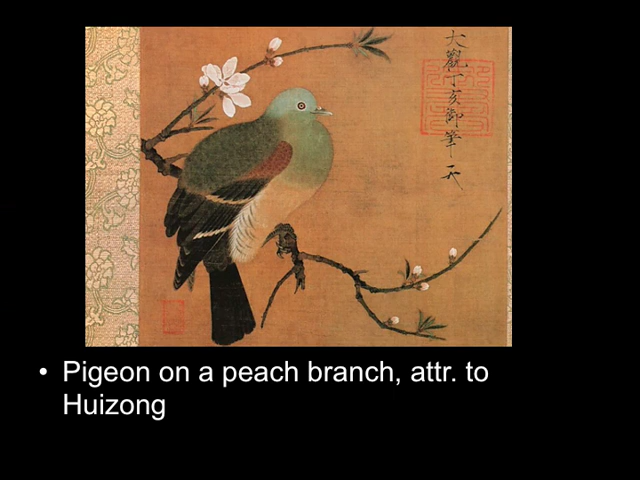 大觀丁亥御筆
• Pigeon on a peach branch, attr. to
Huizong